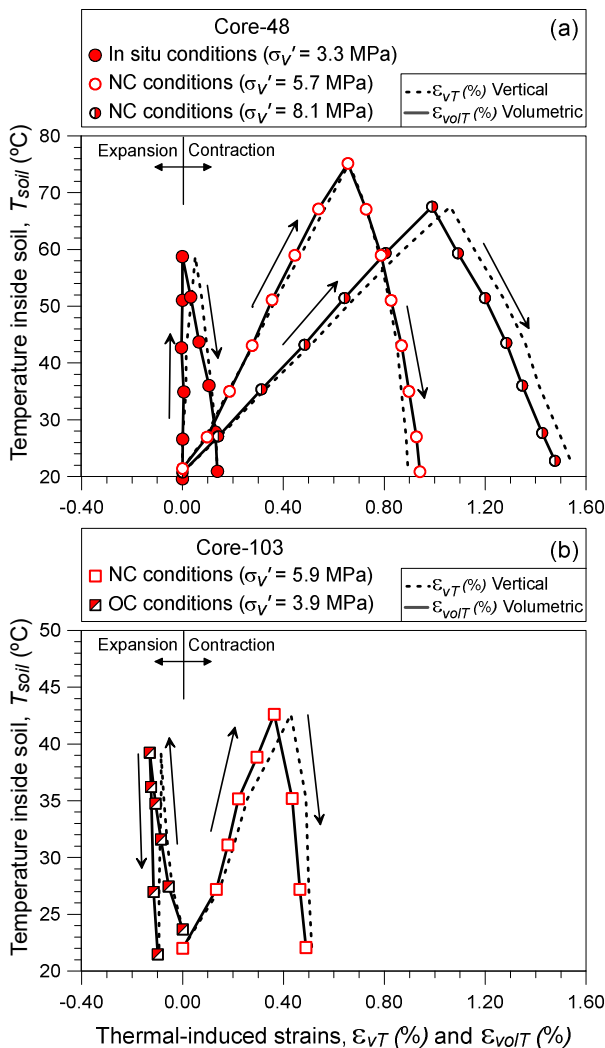 Core-48
(a)
In situ conditions (σv' = 3.3 MPa)
NC conditions (σv' = 5.7 MPa)
NC conditions (σv' = 8.1 MPa)
εvT (%) Vertical
εvolT (%) Volumetric
Expansion
Contraction
Temperature inside soil, Tsoil (ºC)
80
70
60
50
40
30
20
-0.40 0.00 0.40 0.80 1.20 1.60
Core-103
(b)
NC conditions (σv' = 5.9 MPa)
OC conditions (σv' = 3.9 MPa)
εvT (%) Vertical
εvolT (%) Volumetric
Expansion
Contraction
Temperature inside soil, Tsoil (ºC)
50
45
40
35
30
25
20
-0.40 0.00 0.40 0.80 1.20 1.60
Thermal-induced strains, εvT (%) and εvolT (%)